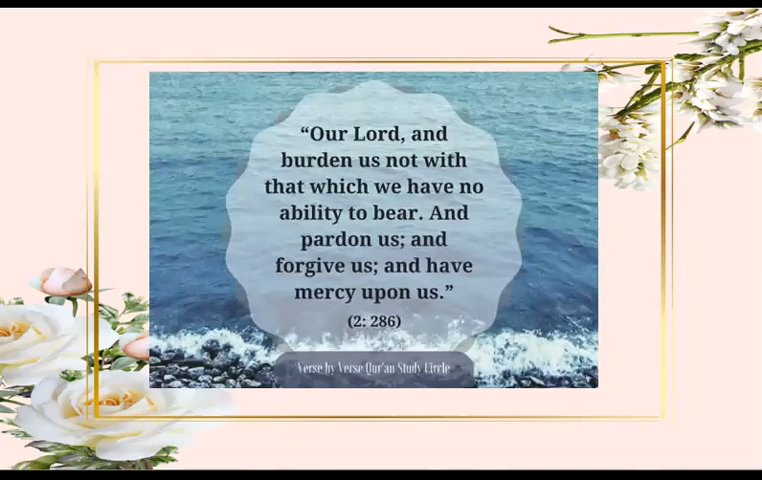 “Our Lord, and
burden us not with
that which we have no
ability to bear. And
pardon us; and
forgive us; and have
mercy upon us.”
(2: 286)
Verse by Verse Qur'an Study Circle